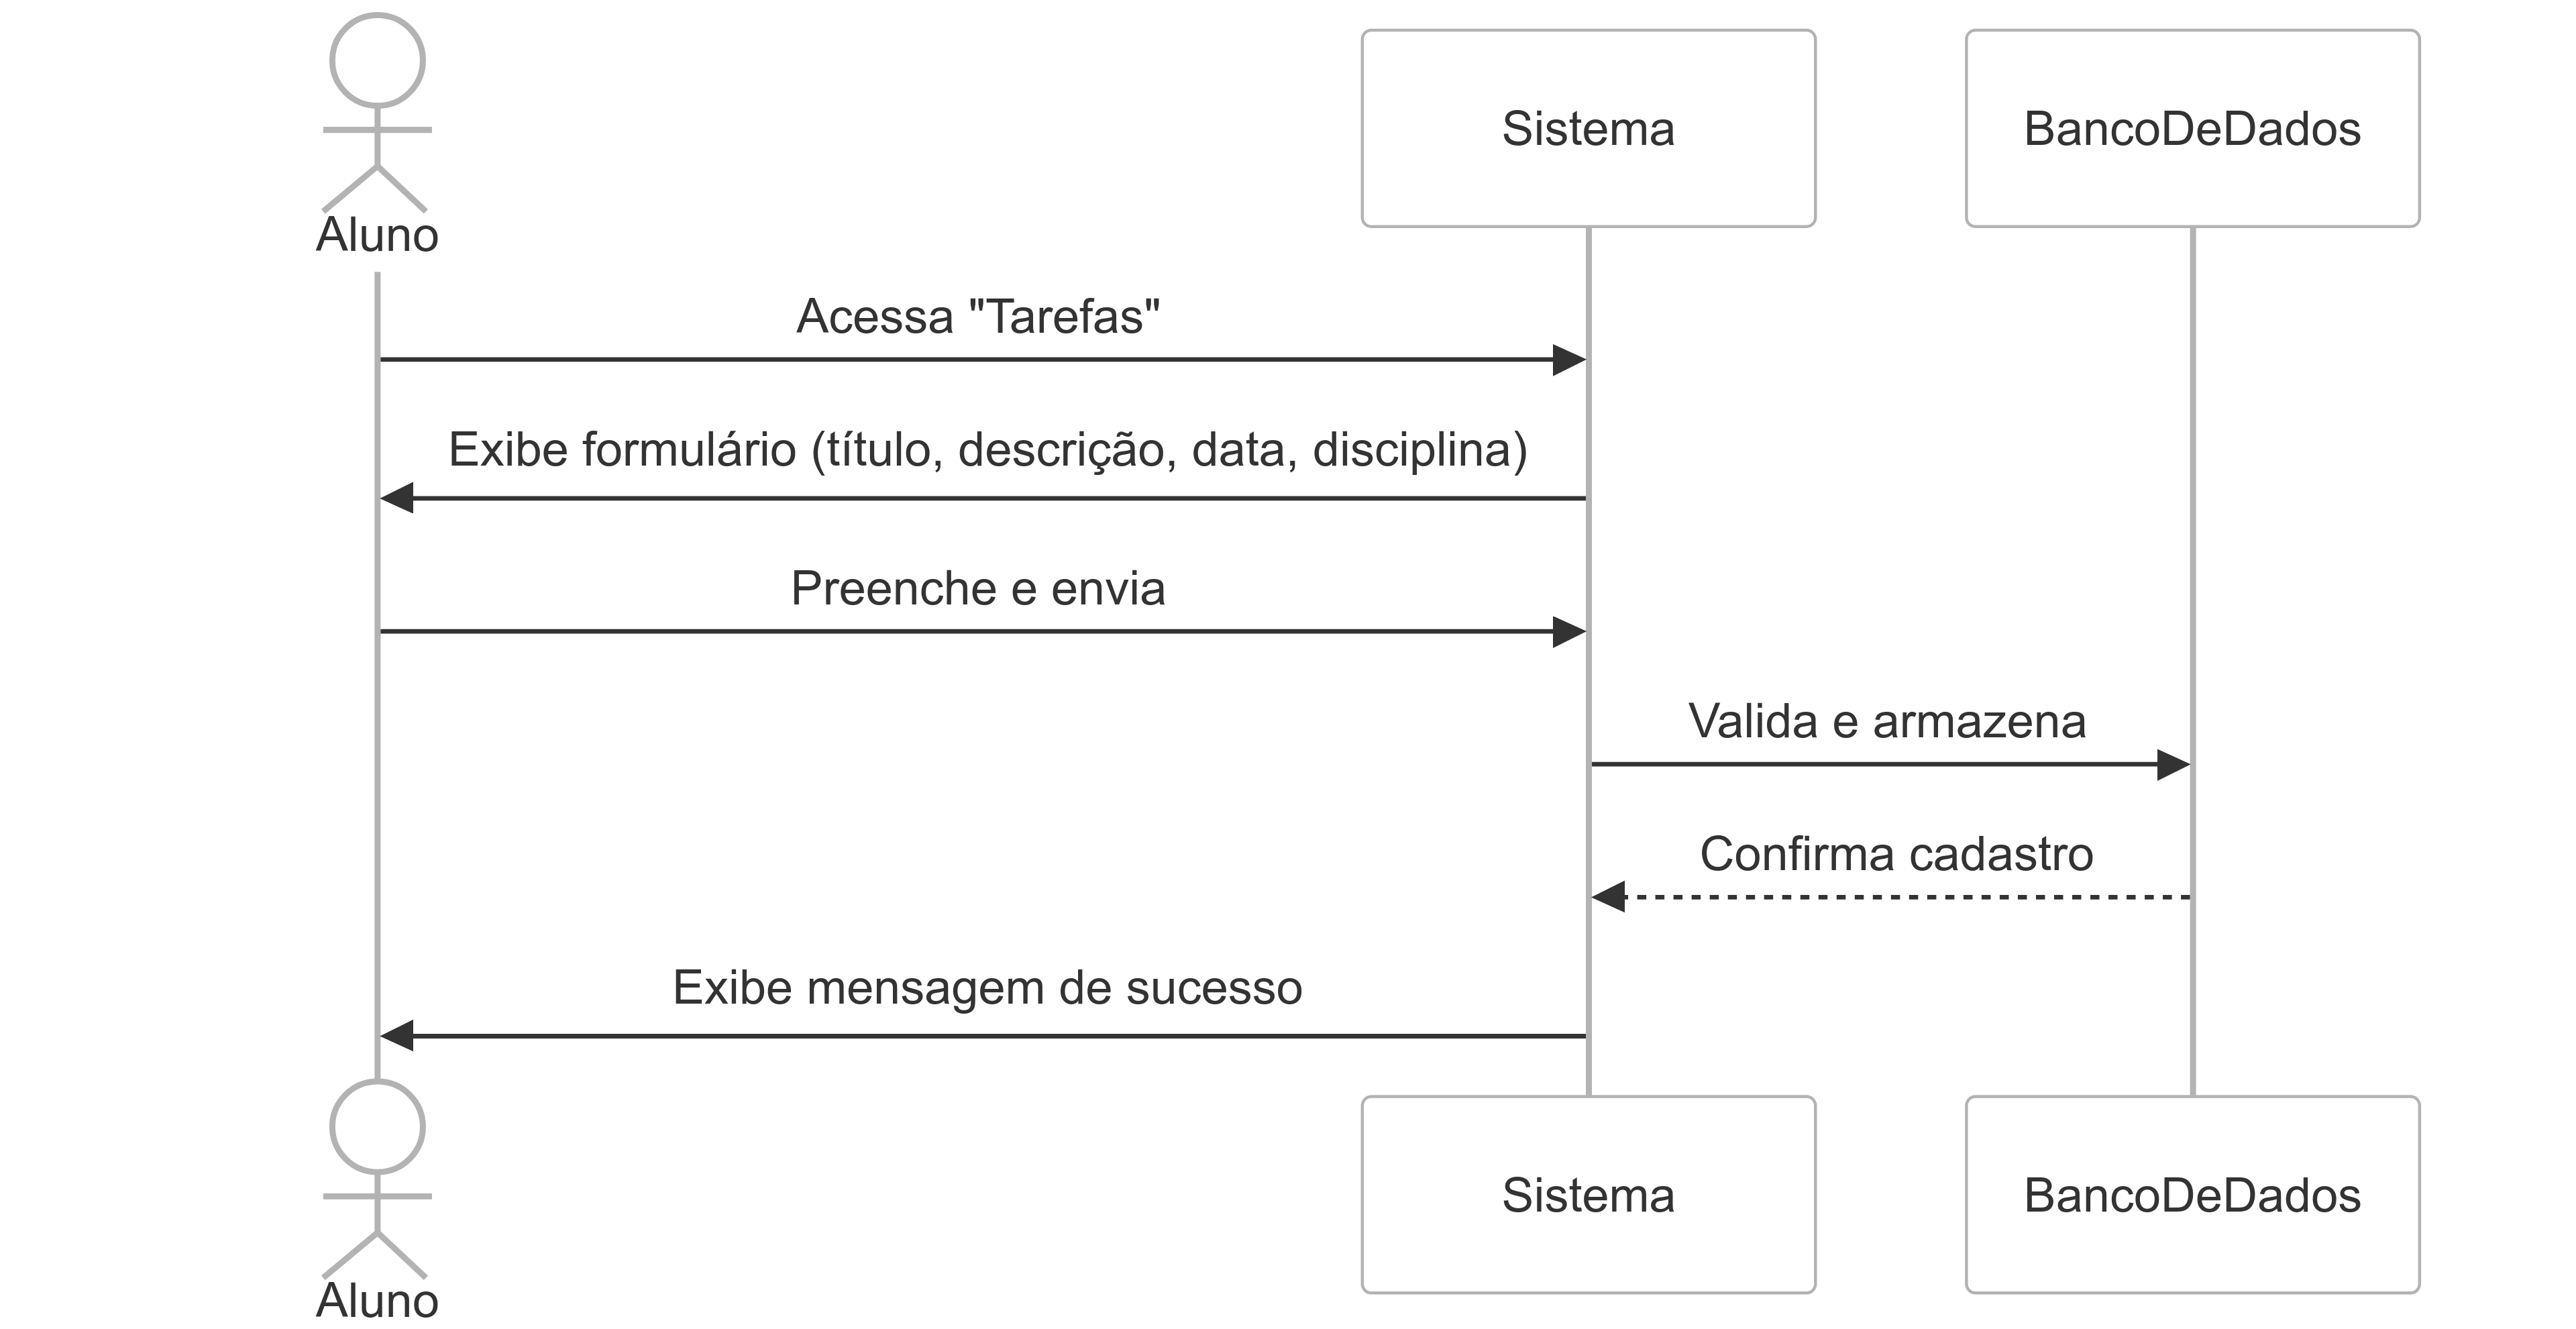 Aluno
Sistema
BancoDeDados
Acessa "Tarefas"
Exibe formulário (título, descrição, data, disciplina)
Preenche e envia
Valida e armazena
Confirma cadastro
Exibe mensagem de sucesso
Aluno
Sistema
BancoDeDados